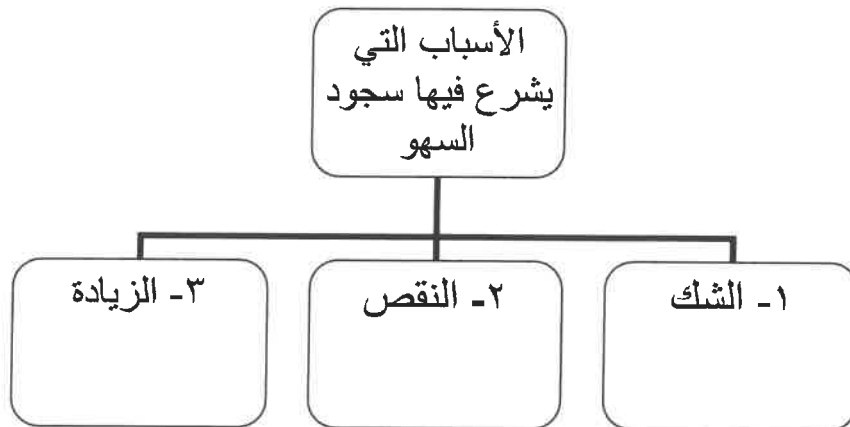 الأسباب التي
يشرع فيها سجود
السهو
١- الشك
٢- النقص
٣- الزيادة